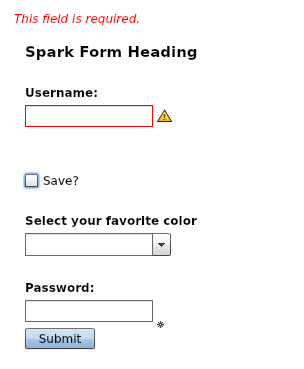 This field is required.
Spark Form Heading
Username:
Save?
Select your favorite color
Password:
Submit